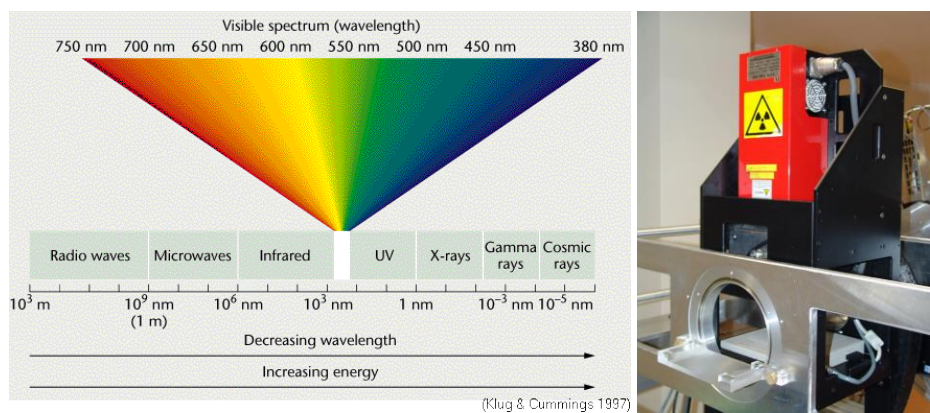 Visible spectrum (wavelength)
750 nm 700 nm 650 nm 600 nm 550 nm 500 nm 450 nm 380 nm
Radio waves Microwaves Infrared UV X-rays Gamma rays Cosmic rays
10³ m 10⁹ nm (1 m) 10⁶ nm 10³ nm 1 nm 10⁻³ nm 10⁻⁵ nm
Decreasing wavelength
Increasing energy
(Klug & Cummings 1997)